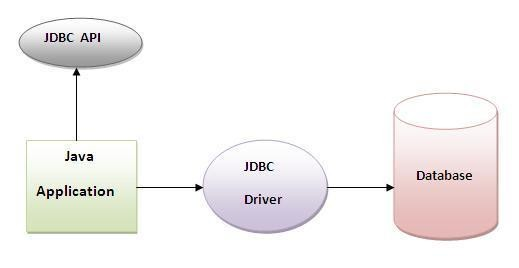 JDBC API
Java
Application
JDBC
Driver
Database